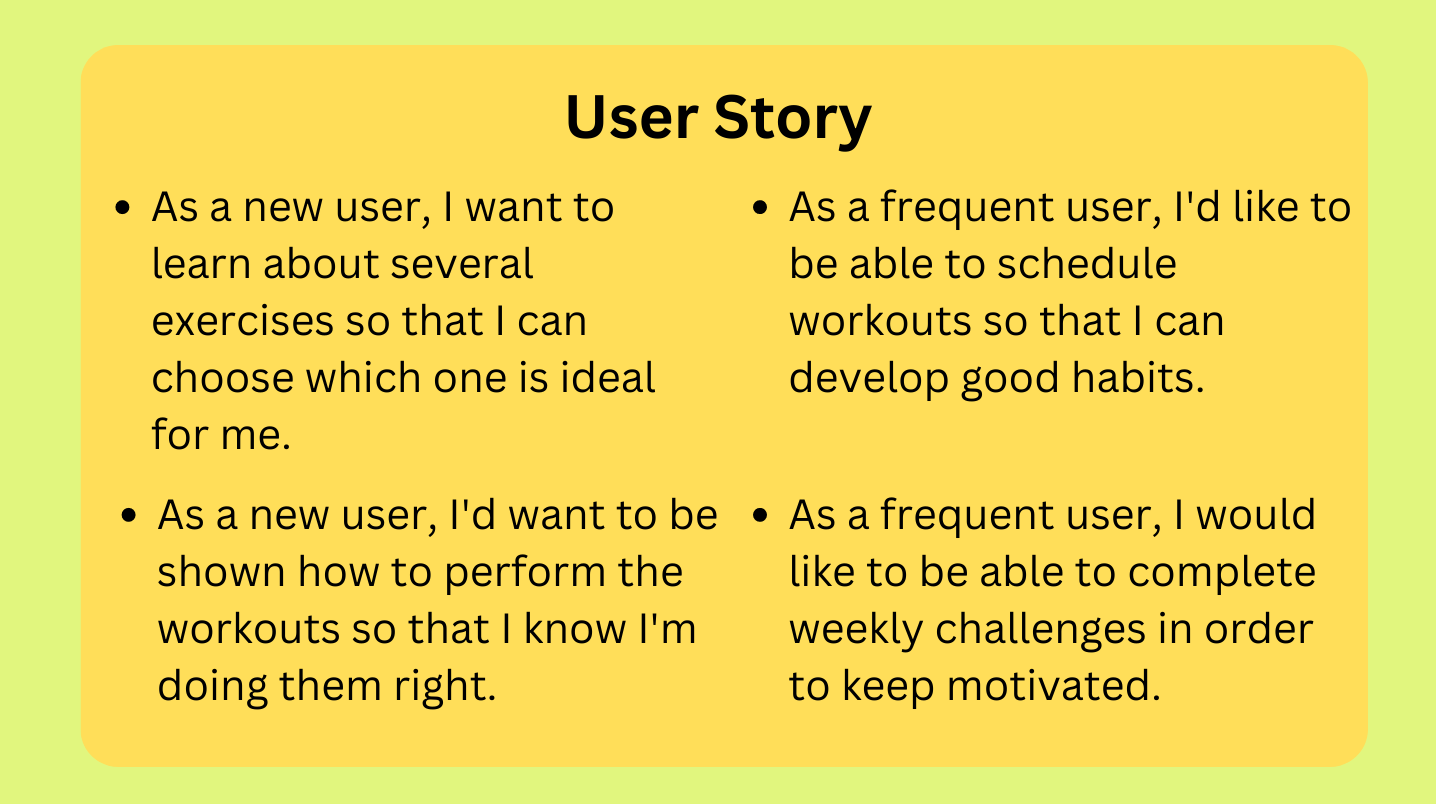 User Story
• As a new user, I want to
learn about several
exercises so that I can
choose which one is ideal
for me.
• As a new user, I'd want to be
shown how to perform the
workouts so that I know I'm
doing them right.
• As a frequent user, I'd like to
be able to schedule
workouts so that I can
develop good habits.
• As a frequent user, I would
like to be able to complete
weekly challenges in order
to keep motivated.